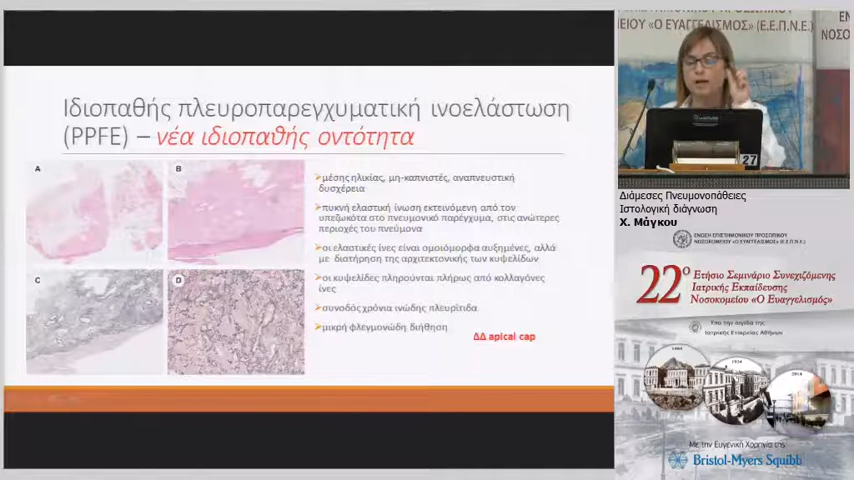 Ιδιοπαθής πλευροπαρεγχυματική ινοελάστωση
(PPFE) – νέα ιδιοπαθής οντότητα
A
B
C
D
μέσης ηλικίας, μη-καπνιστές, αναπνευστική
δυσχέρεια
πυκνή ελαστική ίνωση εκτεινόμενη από τον
υπεζωκότα στο πνευμονικό παρέγχυμα, στις ανώτερες
περιοχές του πνεύμονα
οι ελαστικές ίνες είναι ομοιόμορφα αυξημένες, αλλά
με διατήρηση της αρχιτεκτονικής των κυψελίδων
οι κυψελίδες πληρούνται πλήρως από κολλαγόνες
ίνες
συνοδός χρόνια ινώδης πλευρίτιδα
μικρή φλεγμονώδη διήθηση
ΔΔ apical cap
ΜΕΙΟΥ «Ο ΕΥΑΓΓΕΛΙΣΜΟΣ» (Ε.Ε.Π.Ν.Ε.)
ΕΝ
ΝΟΣΟΚ
27
Διάμεσες Πνευμονοπάθειες
Ιστολογική διάγνωση
Χ. Μάγκου
ΕΝΩΣΗ ΕΠΙΣΤΗΜΟΝΙΚΟΥ ΠΡΟΣΩΠΙΚΟΥ
ΝΟΣΟΚΟΜΕΙΟΥ «Ο ΕΥΑΓΓΕΛΙΣΜΟΣ»
22ο Ετήσιο Σεμινάριο Συνεχιζόμενης
Ιατρικής Εκπαίδευσης
Νοσοκομείου «Ο Ευαγγελισμός»
Υπό την αιγίδα της
Ιατρικής Εταιρείας Αθηνών
Με την Ευγενική Χορηγία της
Bristol-Myers Squibb